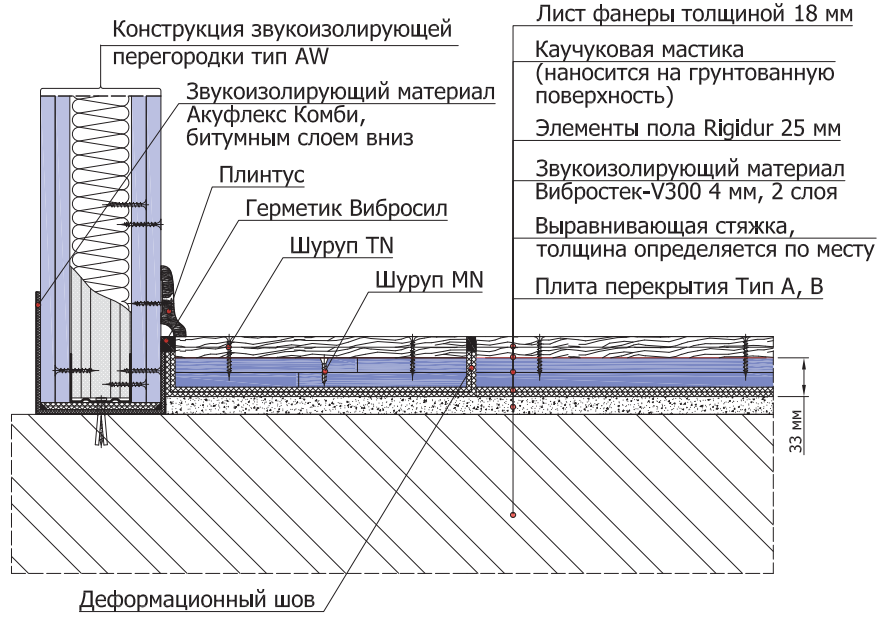 Конструкция звукоизолирующей
перегородки тип AW
Звукоизолирующий материал
Акуфлекс Комби,
битумным слоем вниз
Плинтус
Герметик Вибросил
Шуруп TN
Шуруп MN
Лист фанеры толщиной 18 мм
Каучуковая мастика
(наносится на грунтованную
поверхность)
Элементы пола Rigidur 25 мм
Звукоизолирующий материал
Вибростек-V300 4 мм, 2 слоя
Выравнивающая стяжка,
толщина определяется по месту
Плита перекрытия Тип А, В
33 мм
Деформационный шов